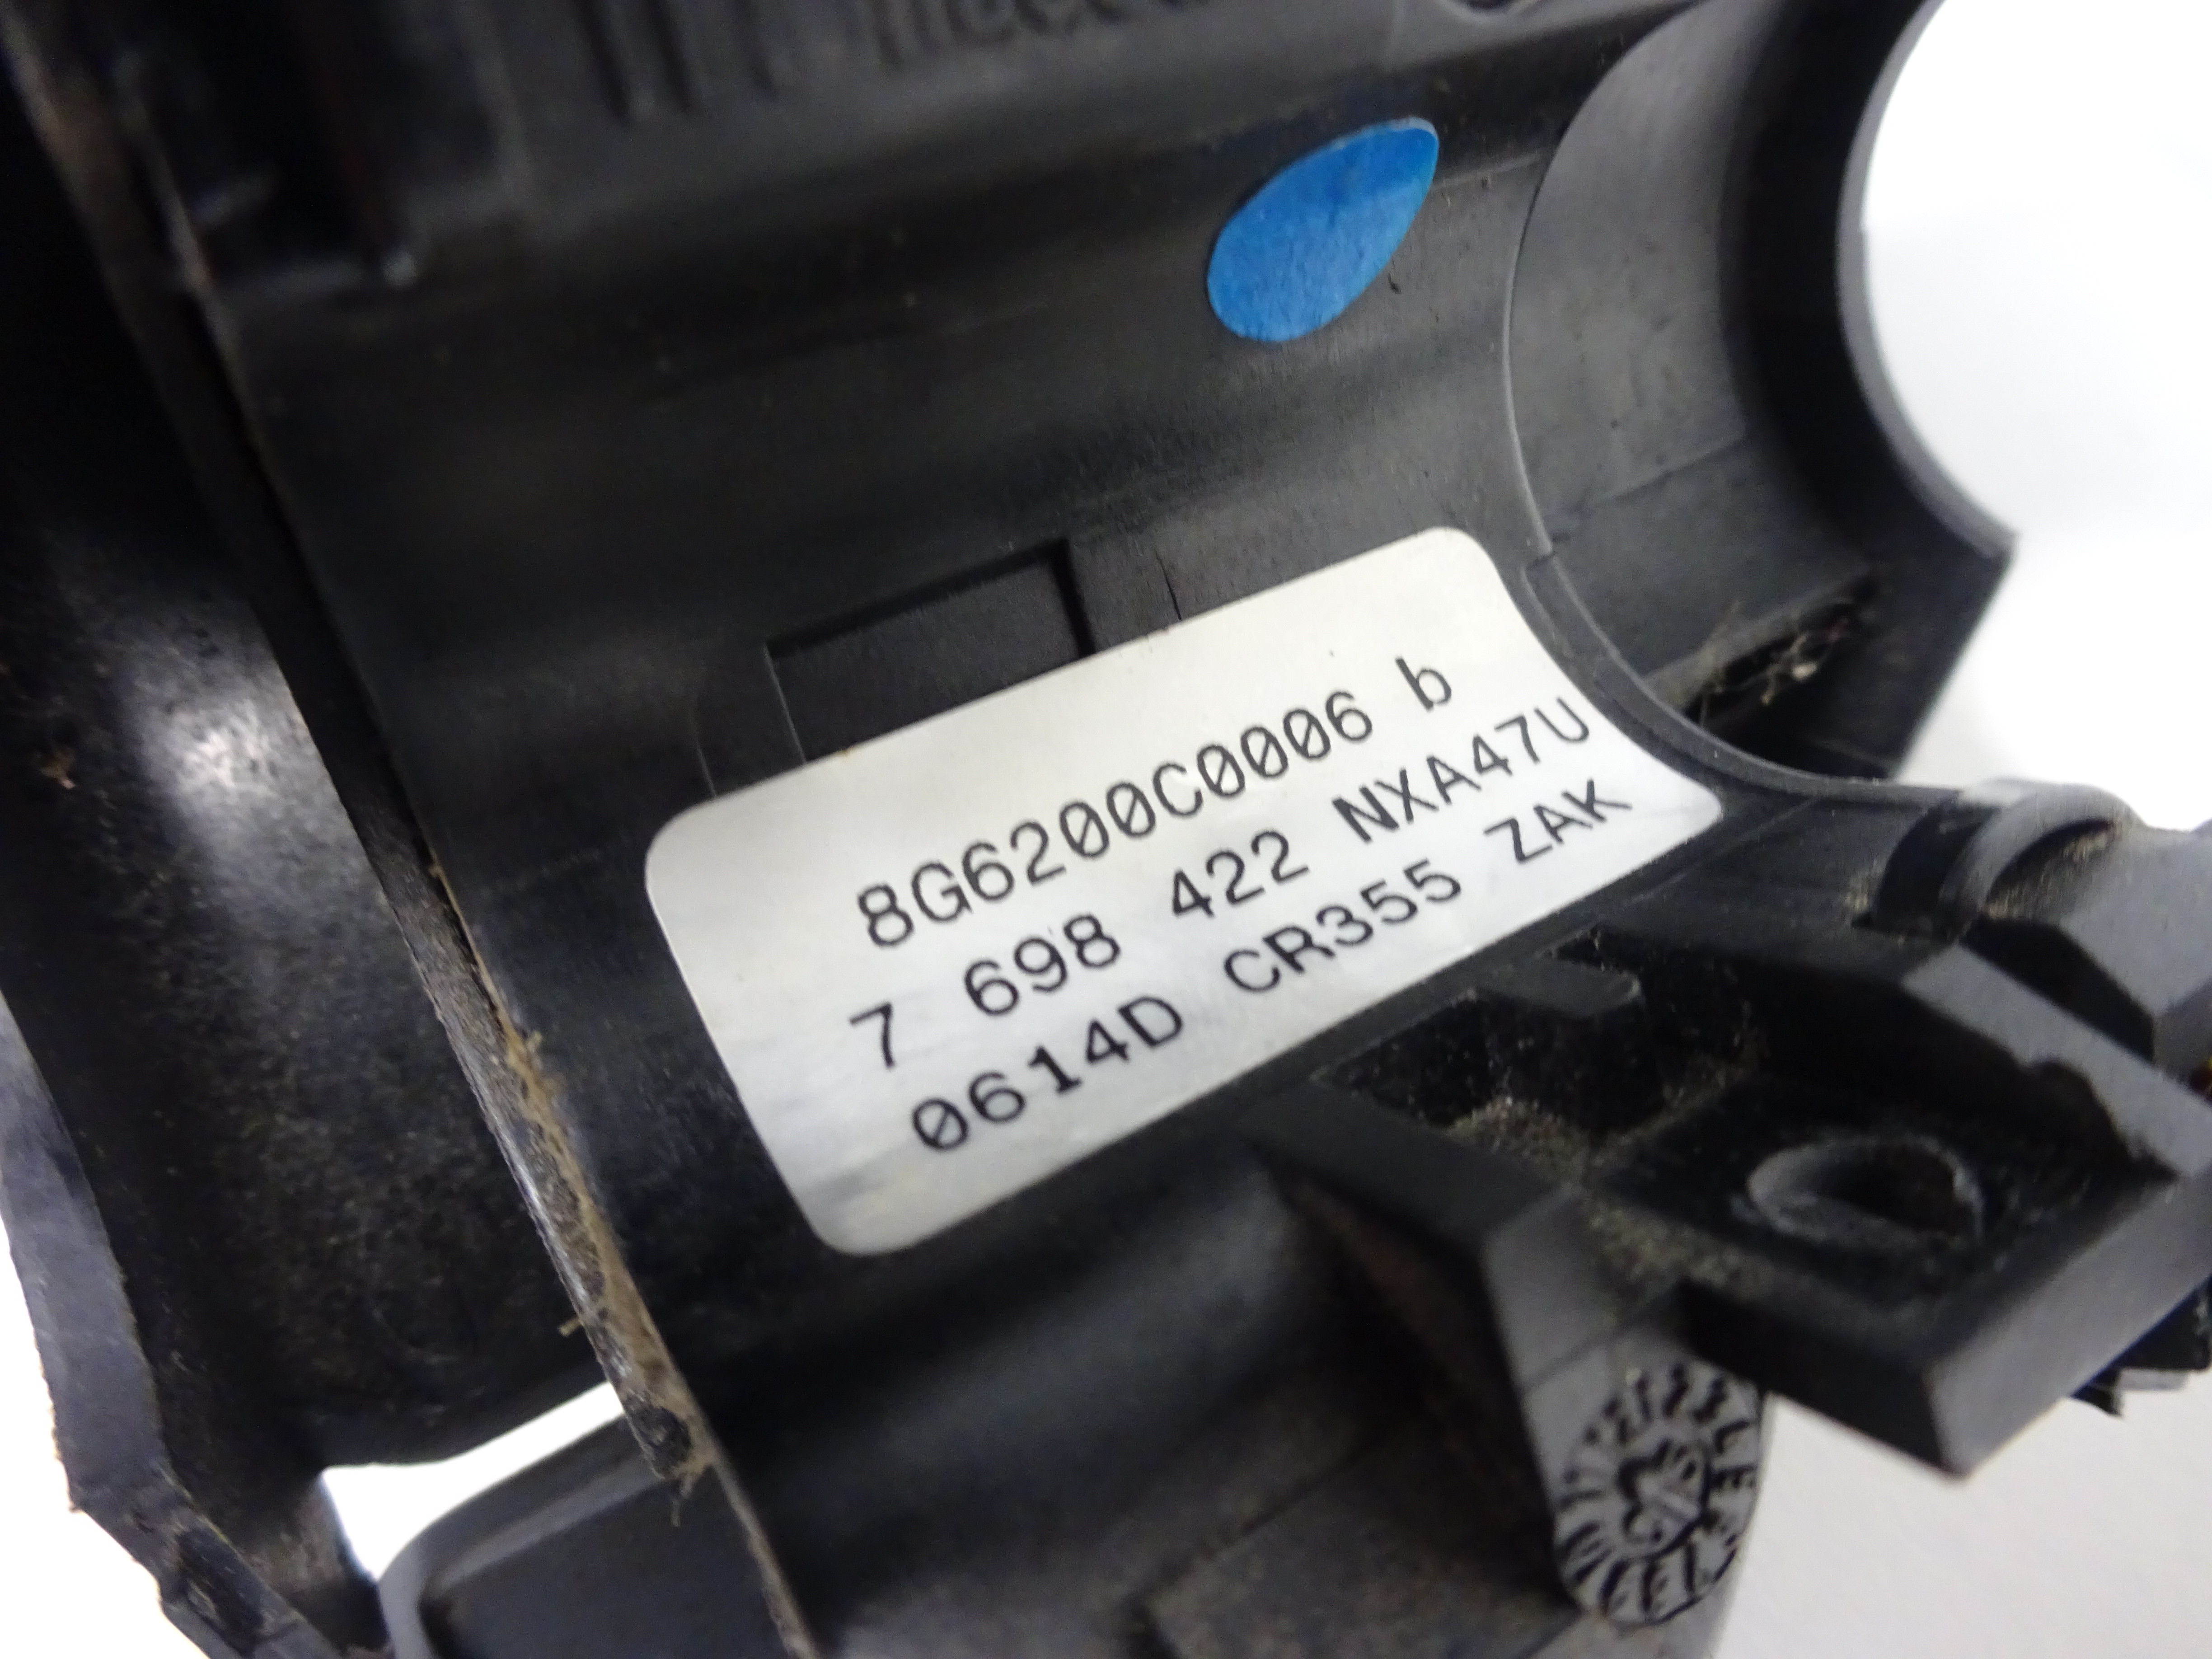 8G6200C0006 b
7 698 422 NXA47U
0614D CR355 ZAK